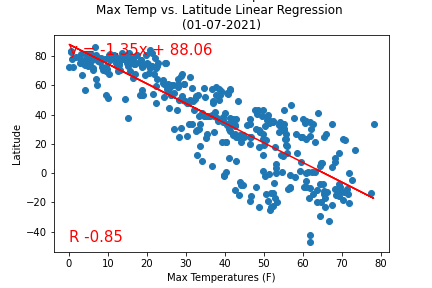 Max Temp vs. Latitude Linear Regression
(01-07-2021)
y = -1.35x + 88.06
80
60
40
20
0
−20
−40
Latitude
R -0.85
0 10 20 30 40 50 60 70 80
Max Temperatures (F)